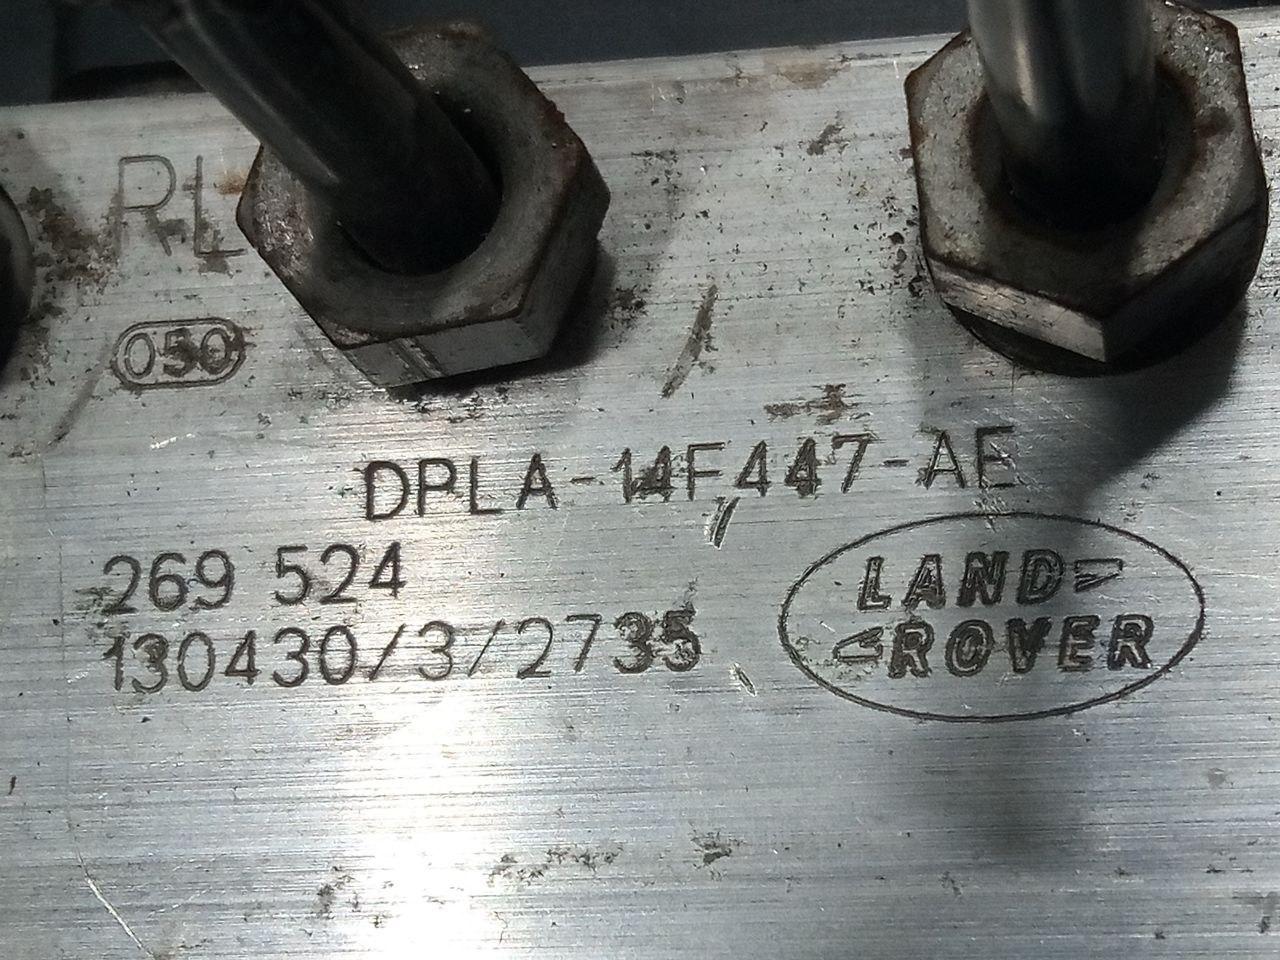 RL
050
DPLA-14F447-AE
269 524
130430/3/2735
LAND
ROVER